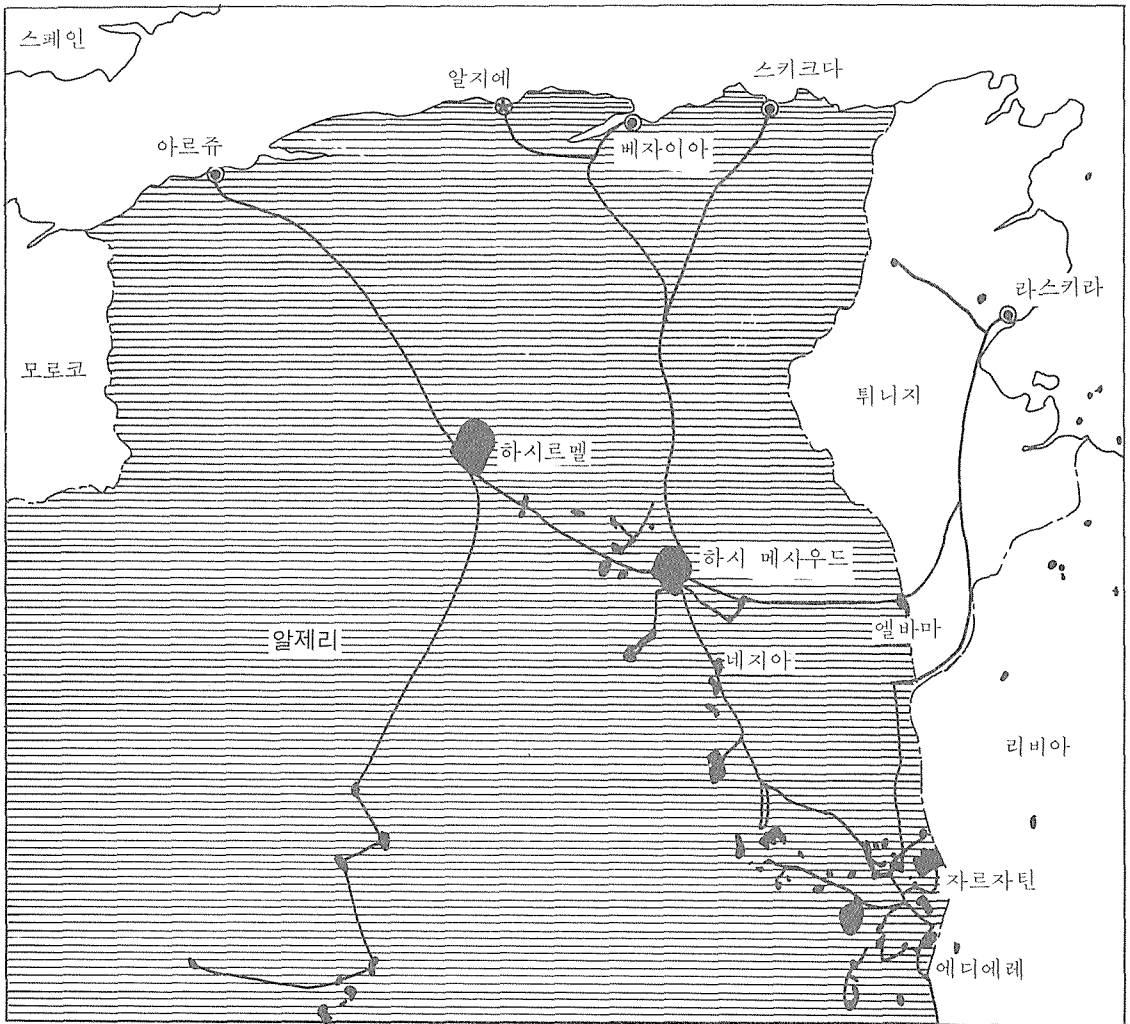 스페인
알지에
스키크다
아르쥬
베자이아
라스키라
모로코
튀니지
하시르멜
하시 메사우드
엘바마
알제리
네지아
리비아
자르자틴
에디에레